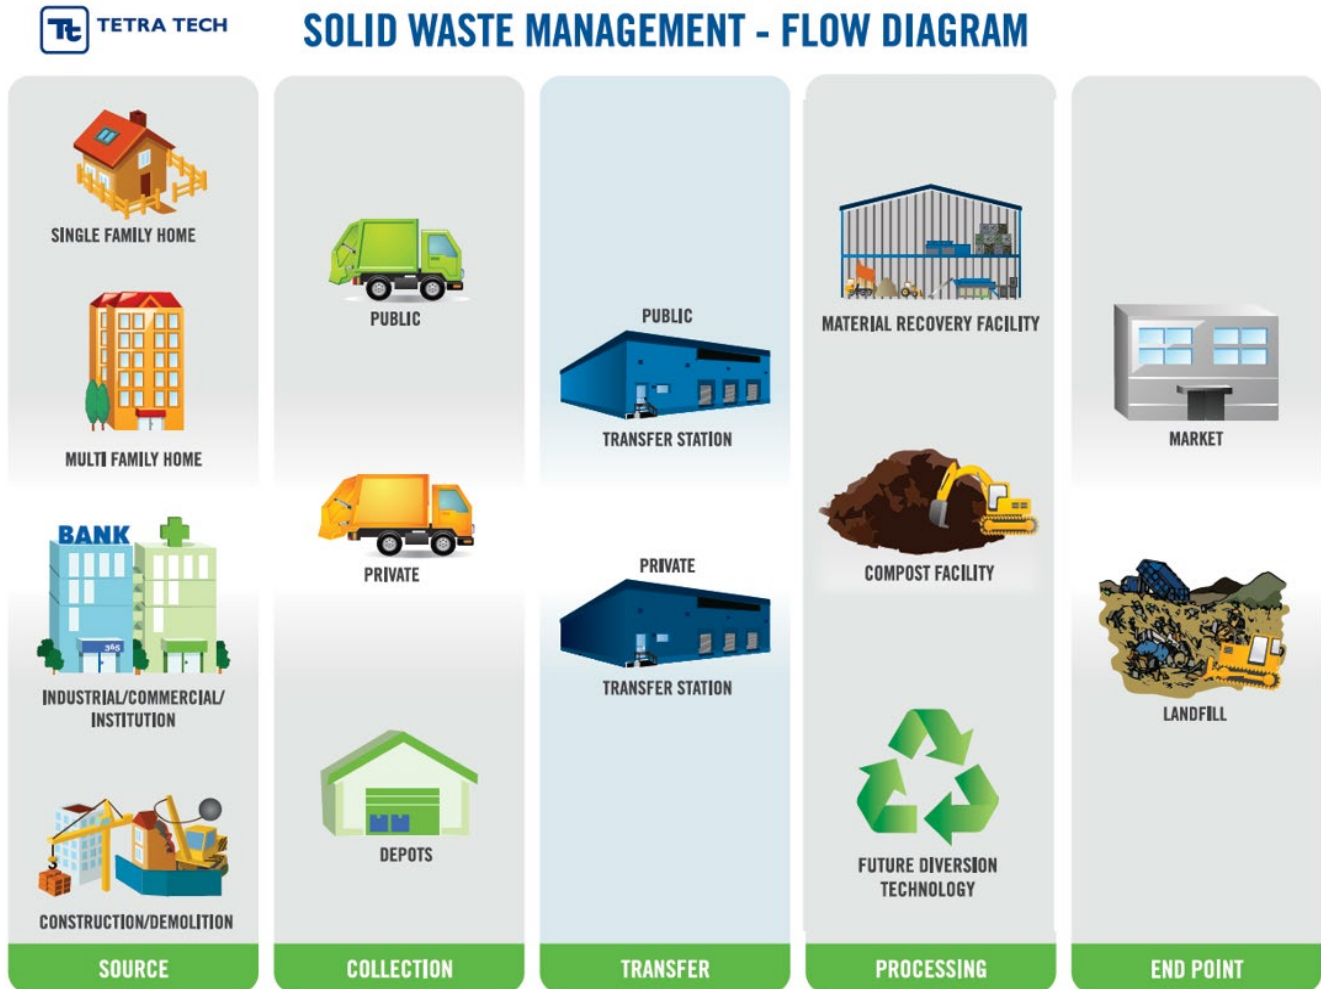 Tt TETRA TECH
SOLID WASTE MANAGEMENT - FLOW DIAGRAM
SINGLE FAMILY HOME
MULTI FAMILY HOME
BANK
365
INDUSTRIAL/COMMERCIAL/
INSTITUTION
CONSTRUCTION/DEMOLITION
SOURCE
PUBLIC
PRIVATE
DEPOTS
COLLECTION
PUBLIC
TRANSFER STATION
PRIVATE
TRANSFER STATION
TRANSFER
MATERIAL RECOVERY FACILITY
COMPOST FACILITY
FUTURE DIVERSION
TECHNOLOGY
PROCESSING
MARKET
LANDFILL
END POINT